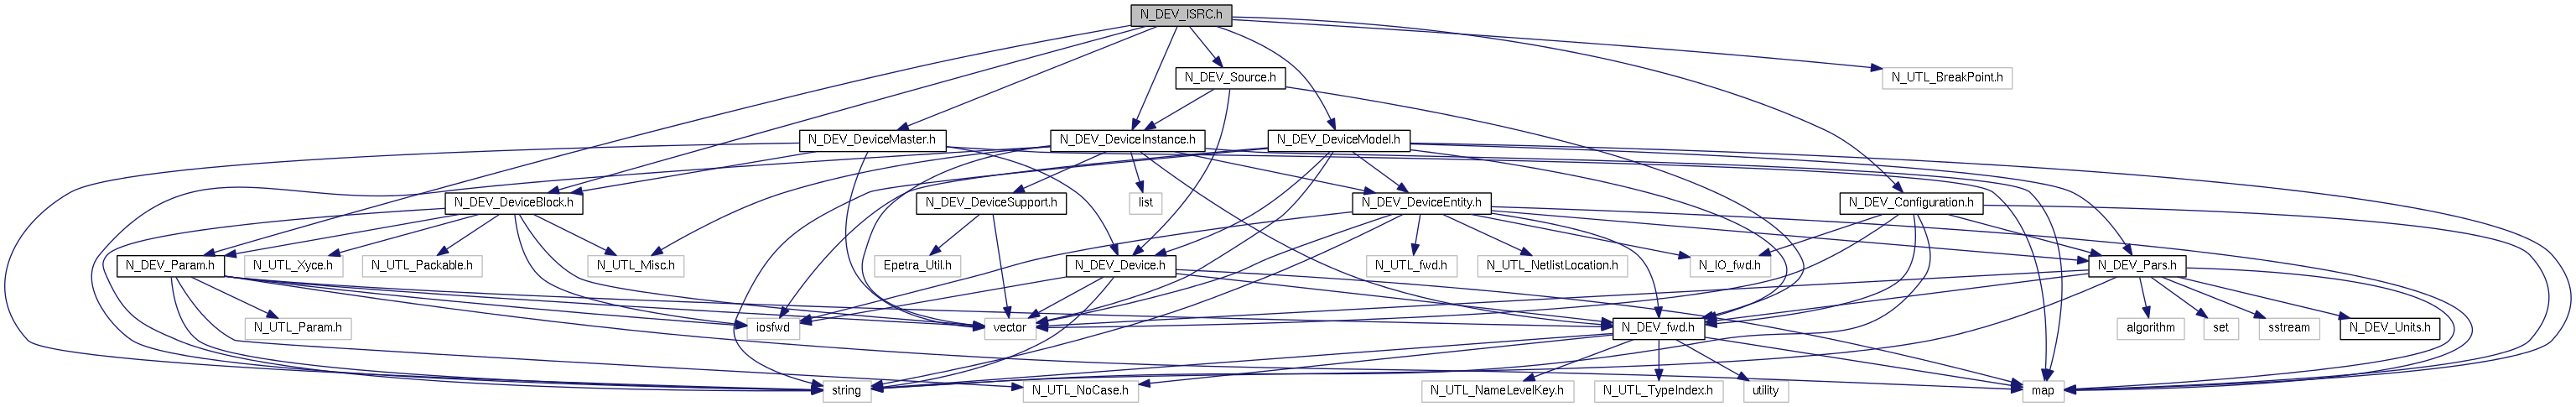 N_DEV_ISRC.h
N_DEV_Source.h
N_UTL_BreakPoint.h
N_DEV_DeviceMaster.h
N_DEV_DeviceInstance.h
N_DEV_DeviceModel.h
N_DEV_DeviceBlock.h
N_DEV_DeviceSupport.h
list
N_DEV_DeviceEntity.h
N_DEV_Configuration.h
N_DEV_Param.h
N_UTL_Xyce.h
N_UTL_Packable.h
N_UTL_Misc.h
Epetra_Util.h
N_DEV_Device.h
N_UTL_fwd.h
N_UTL_NetlistLocation.h
N_IO_fwd.h
N_DEV_Pars.h
N_UTL_Param.h
iosfwd
vector
N_DEV_fwd.h
algorithm
set
sstream
N_DEV_Units.h
string
N_UTL_NoCase.h
N_UTL_NameLevelKey.h
N_UTL_TypeIndex.h
utility
map